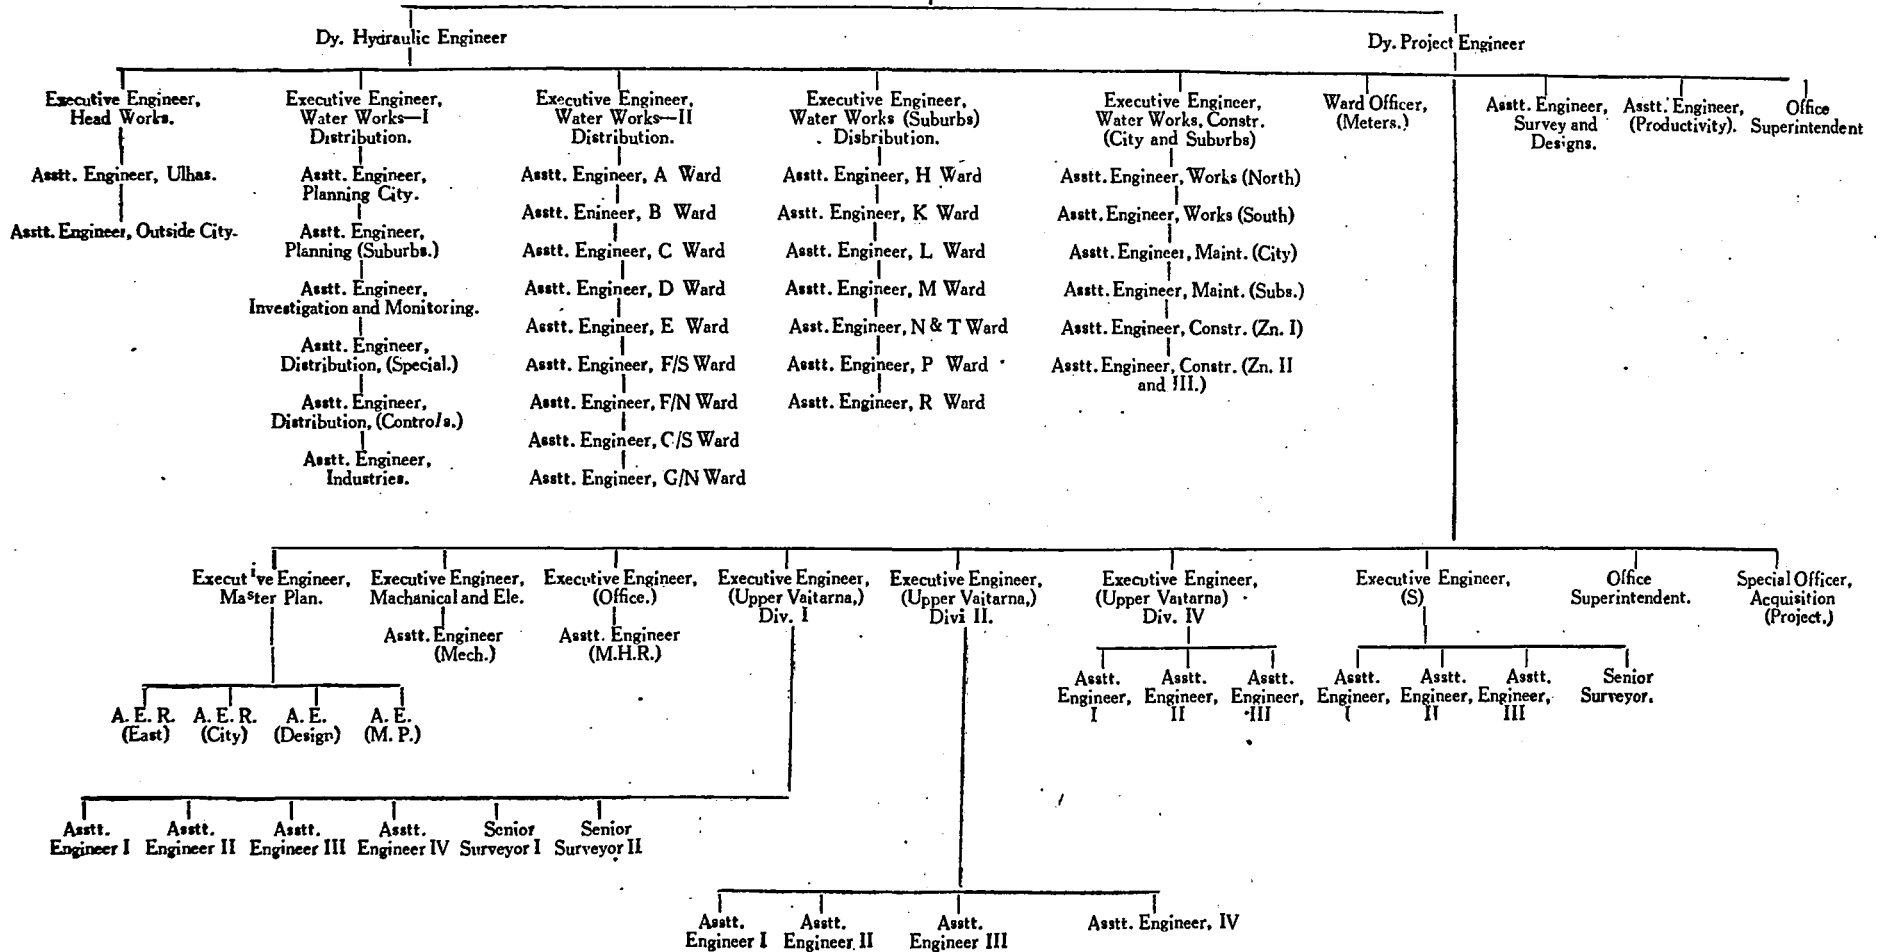 Dy. Hydraulic Engineer
Dy. Project Engineer
Executive Engineer,
Head Works.
Asstt. Engineer, Ulhas.
Asstt. Engineer, Outside City.
Executive Engineer,
Water Works—I
Distribution.
Asstt. Engineer,
Planning City.
Asstt. Engineer,
Planning (Suburbs.)
Asstt. Engineer,
Investigation and Monitoring.
Asstt. Engineer,
Distribution, (Special.)
Asstt. Engineer,
Distribution, (Controls.)
Asstt. Engineer,
Industries.
Executive Engineer,
Water Works—II
Distribution.
Asstt. Engineer, A Ward
Asstt. Enineer, B Ward
Asstt. Engineer, C Ward
Asstt. Engineer, D Ward
Asstt. Engineer, E Ward
Asstt. Engineer, F/S Ward
Asstt. Engineer, F/N Ward
Asstt. Engineer, C/S Ward
Asstt. Engineer, G/N Ward
Executive Engineer,
Water Works (Suburbs)
Disbribution.
Asstt. Engineer, H Ward
Asstt. Engineer, K Ward
Asstt. Engineer, L Ward
Asstt. Engineer, M Ward
Asst. Engineer, N & T Ward
Asstt. Engineer, P Ward
Asstt. Engineer, R Ward
Executive Engineer,
Water Works, Constr.
(City and Suburbs)
Asstt. Engineer, Works (North)
Asstt. Engineer, Works (South)
Asstt. Engineer, Maint. (City)
Asstt. Engineer, Maint. (Subs.)
Asstt. Engineer, Constr. (Zn. I)
Asstt. Engineer, Constr. (Zn. II
and III.)
Ward Officer,
(Meters.)
Asstt. Engineer,
Survey and
Designs.
Asstt. Engineer,
(Productivity).
Office
Superintendent
Executive Engineer,
Master Plan.
A. E. R.
(East)
A. E. R.
(City)
A. E.
(Design)
A. E.
(M. P.)
Executive Engineer,
Machanical and Ele.
Asstt. Engineer
(Mech.)
Executive Engineer,
(Office.)
Asstt. Engineer
(M.H.R.)
Executive Engineer,
(Upper Vaitarna,)
Div. I
Executive Engineer,
(Upper Vaitarna,)
Divi II.
Executive Engineer,
(Upper Vaitarna)
Div. IV
Asstt.
Engineer,
I
Asstt.
Engineer,
II
Asstt.
Engineer,
III
Executive Engineer,
(S)
Asstt.
Engineer,
I
Asstt.
Engineer,
II
Asstt.
Engineer,
III
Senior
Surveyor.
Office
Superintendent.
Special Officer,
Acquisition
(Project.)
Asstt.
Engineer I
Asstt.
Engineer II
Asstt.
Engineer III
Asstt.
Engineer IV
Senior
Surveyor I
Senior
Surveyor II
Asstt.
Engineer I
Asstt.
Engineer II
Asstt.
Engineer III
Asstt. Engineer, IV